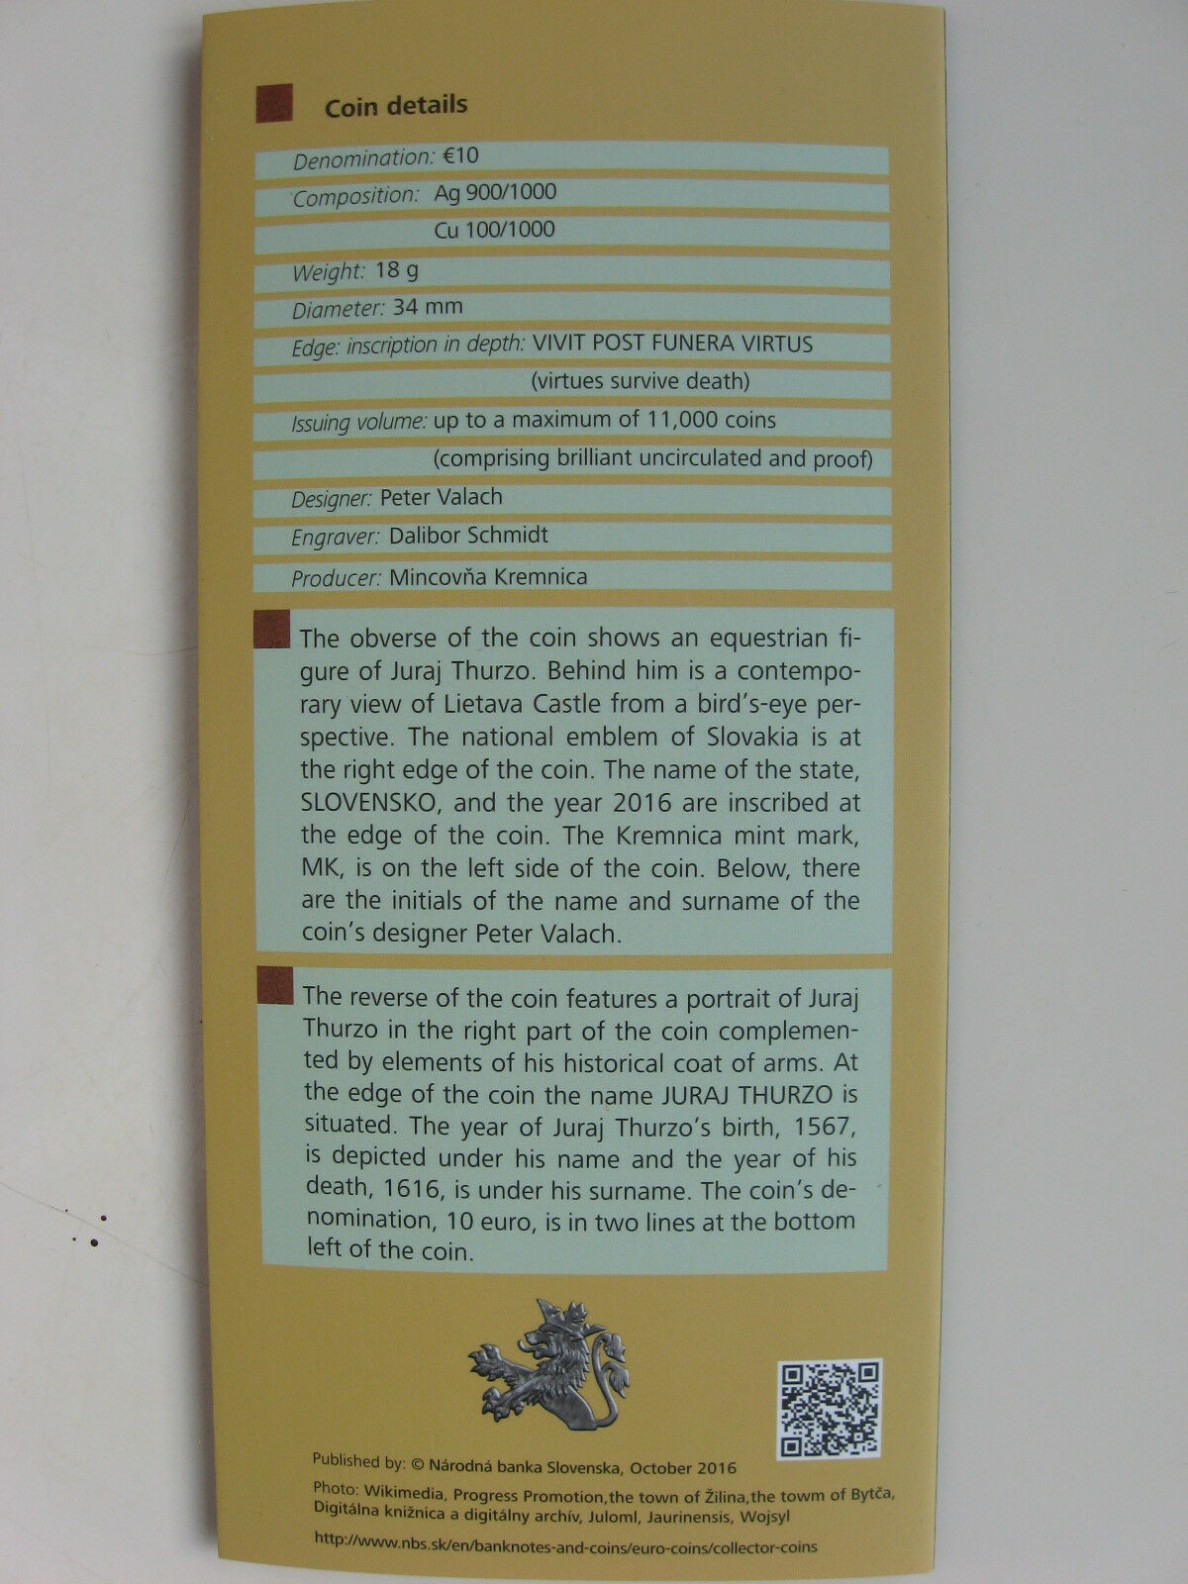 Coin details
Denomination: €10
Composition: Ag 900/1000
Cu 100/1000
Weight: 18 g
Diameter: 34 mm
Edge: inscription in depth: VIVIT POST FUNERA VIRTUS
(virtues survive death)
Issuing volume: up to a maximum of 11,000 coins
(comprising brilliant uncirculated and proof)
Designer: Peter Valach
Engraver: Dalibor Schmidt
Producer: Mincovňa Kremnica
The obverse of the coin shows an equestrian fi-
gure of Juraj Thurzo. Behind him is a contempo-
rary view of Lietava Castle from a bird's-eye per-
spective. The national emblem of Slovakia is at
the right edge of the coin. The name of the state,
SLOVENSKO, and the year 2016 are inscribed at
the edge of the coin. The Kremnica mint mark,
MK, is on the left side of the coin. Below, there
are the initials of the name and surname of the
coin's designer Peter Valach.
The reverse of the coin features a portrait of Juraj
Thurzo in the right part of the coin complemen-
ted by elements of his historical coat of arms. At
the edge of the coin the name JURAJ THURZO is
situated. The year of Juraj Thurzo's birth, 1567,
is depicted under his name and the year of his
death, 1616, is under his surname. The coin's de-
nomination, 10 euro, is in two lines at the bottom
left of the coin.
Published by: © Národná banka Slovenska, October 2016
Photo: Wikimedia, Progress Promotion,the town of Žilina,the towm of Bytča,
Digitálna knižnica a digitálny archív, Juloml, Jaurinensis, Wojsyl
http://www.nbs.sk/en/banknotes-and-coins/euro-coins/collector-coins